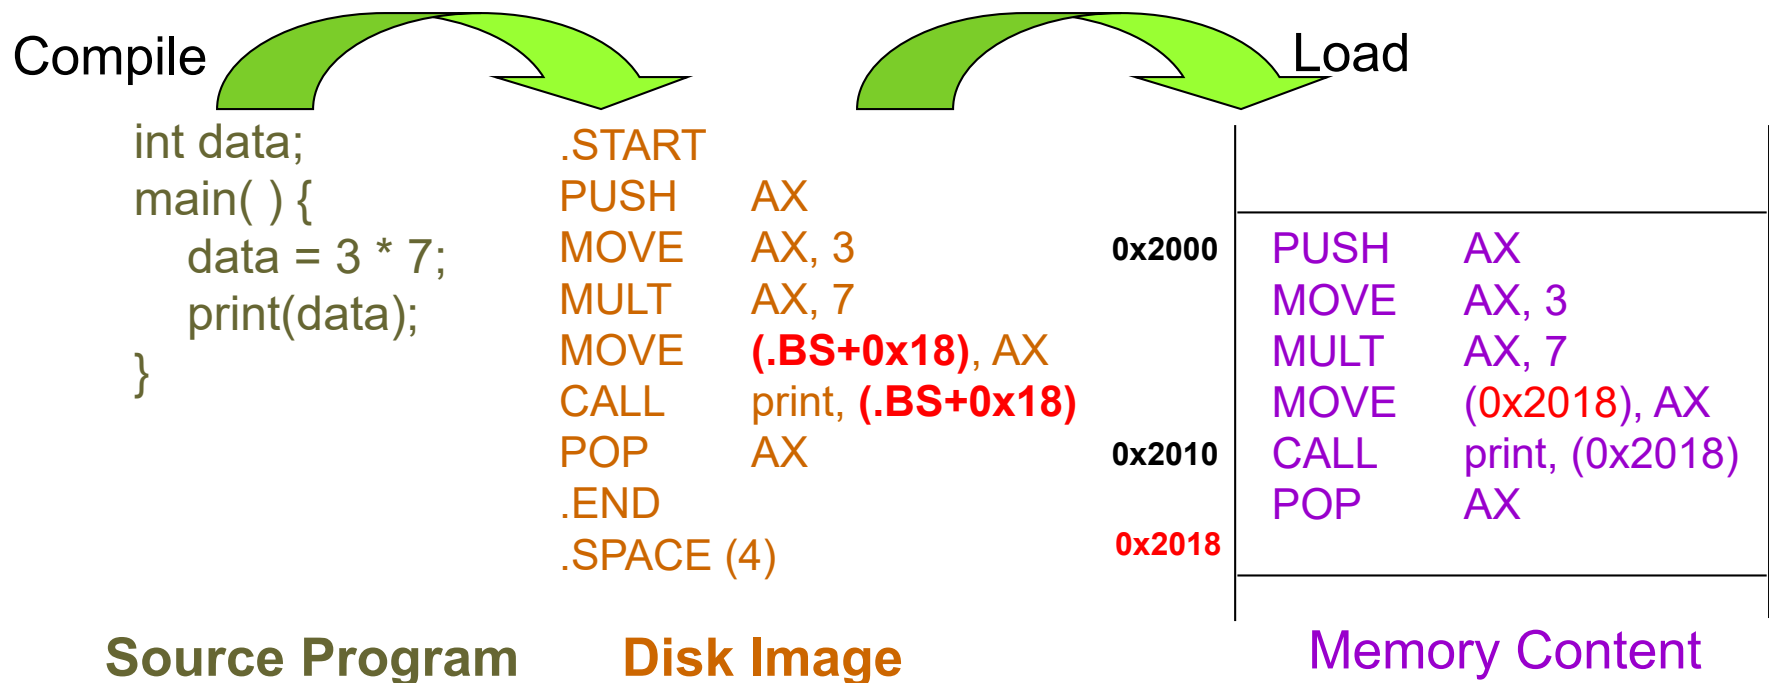 Compile
Load
int data;
main( ) {
data = 3 * 7;
print(data);
}
.START
PUSH AX
MOVE AX, 3
MULT AX, 7
MOVE (.BS+0x18), AX
CALL print, (.BS+0x18)
POP AX
.END
.SPACE (4)
0x2000
0x2010
0x2018
PUSH AX
MOVE AX, 3
MULT AX, 7
MOVE (0x2018), AX
CALL print, (0x2018)
POP AX
Source Program
Disk Image
Memory Content